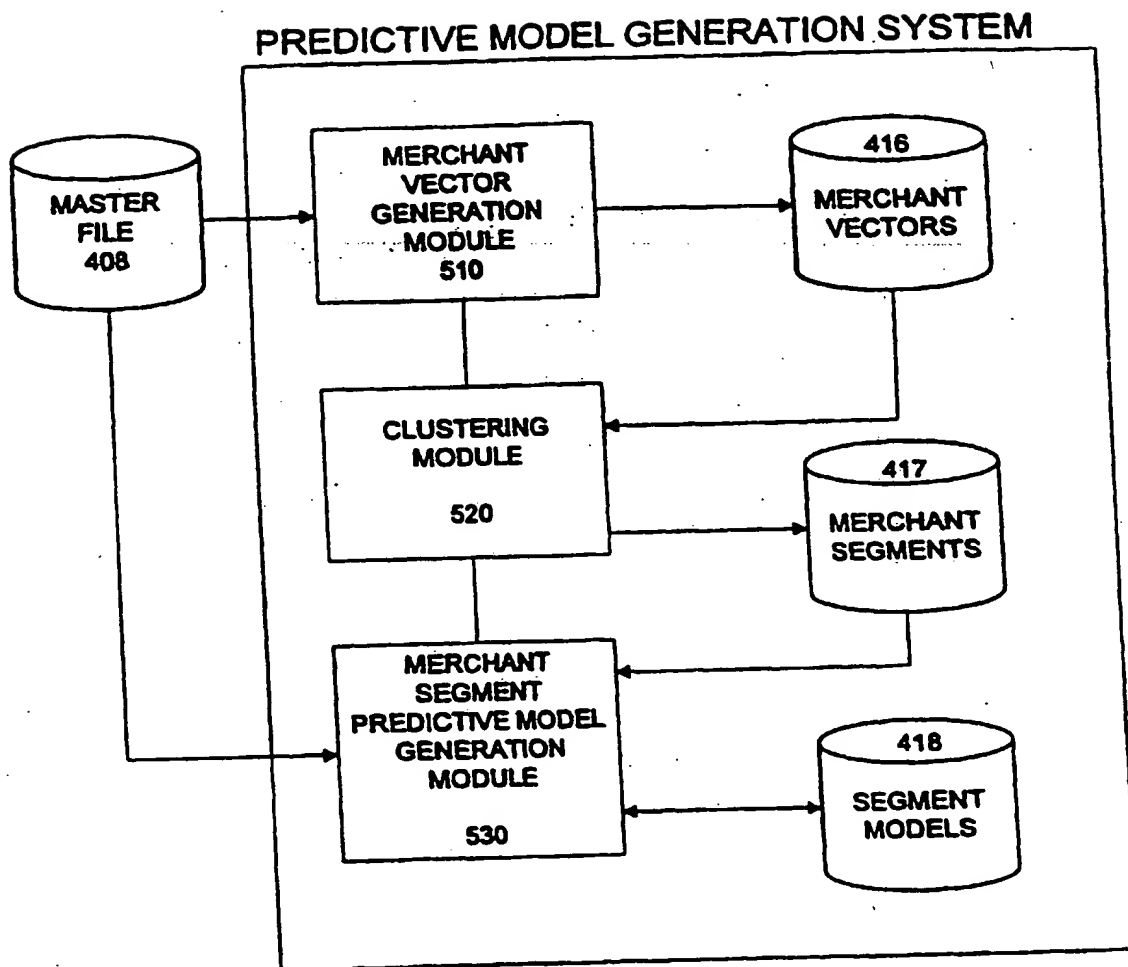 PREDICTIVE MODEL GENERATION SYSTEM
MASTER
FILE
408
MERCHANT
VECTOR
GENERATION
MODULE
510
416
MERCHANT
VECTORS
CLUSTERING
MODULE
520
417
MERCHANT
SEGMENTS
MERCHANT
SEGMENT
PREDICTIVE MODEL
GENERATION
MODULE
530
418
SEGMENT
MODELS